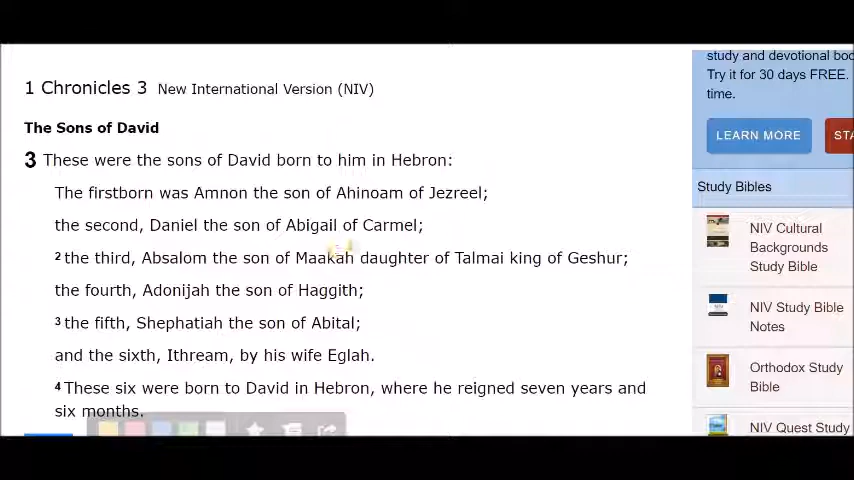 1 Chronicles 3 New International Version (NIV)
The Sons of David
3 These were the sons of David born to him in Hebron:
The firstborn was Amnon the son of Ahinoam of Jezreel;
the second, Daniel the son of Abigail of Carmel;
2 the third, Absalom the son of Maakah daughter of Talmai king of Geshur;
the fourth, Adonijah the son of Haggith;
3 the fifth, Shephatiah the son of Abital;
and the sixth, Ithream, by his wife Eglah.
4 These six were born to David in Hebron, where he reigned seven years and
six months.
study and devotional
Try it for 30 days FREE.
time.
LEARN MORE
Study Bibles
NIV Cultural
Backgrounds
Study Bible
NIV Study Bible
Notes
Orthodox Study
Bible
NIV Quest Study